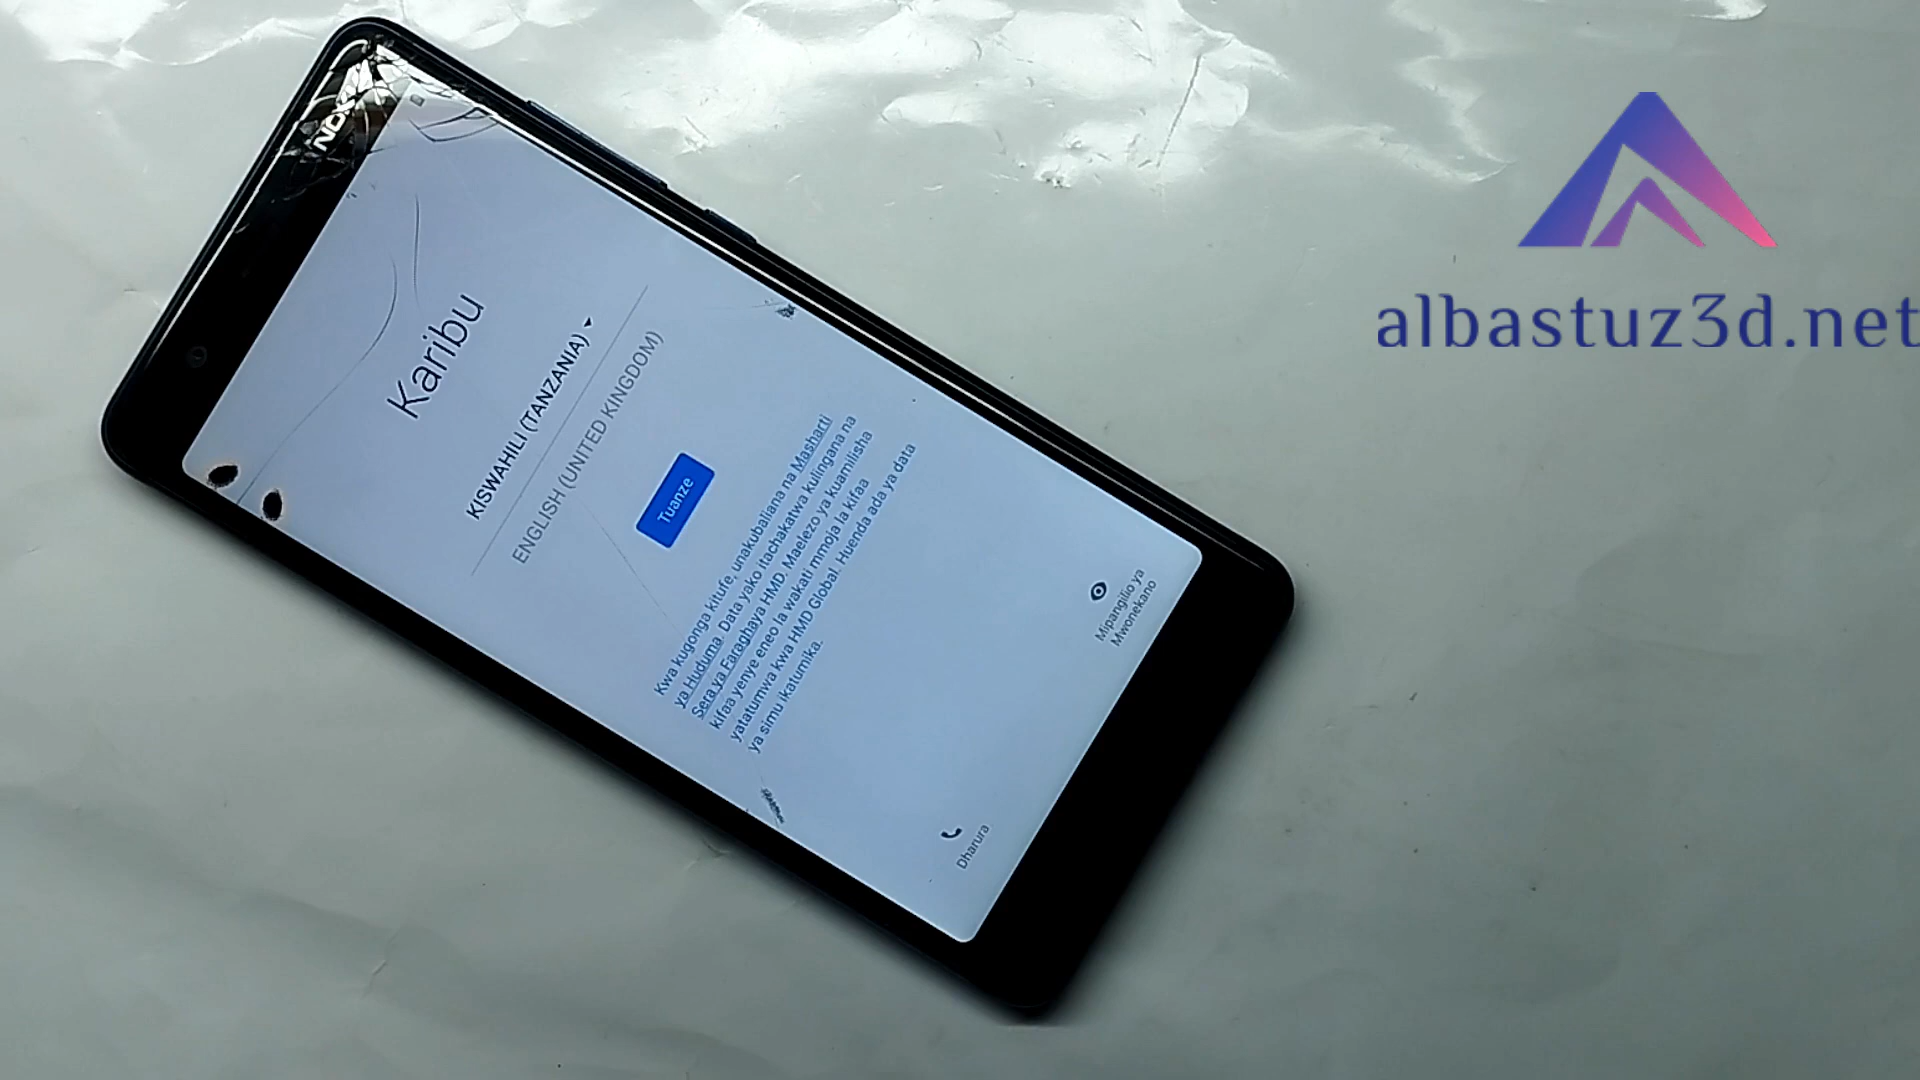 NOKIA
Karibu
KISWAHILI (TANZANIA)
ENGLISH (UNITED KINGDOM)
Tuanze
Kwa kugonga kitufe, unakubaliana na Masharti
ya Huduma. Data yako itachakatwa kulingana na
Sera ya Faraghaya HMD. Maelezo ya kuamilisha
kifaa yenye eneo la wakati mmoja la kifaa
yatatumwa kwa HMD Global. Huenda ada ya data
ya simu ikatumika.
Dharura
Mipangilio ya
Mwonekano
albastuz3d.net